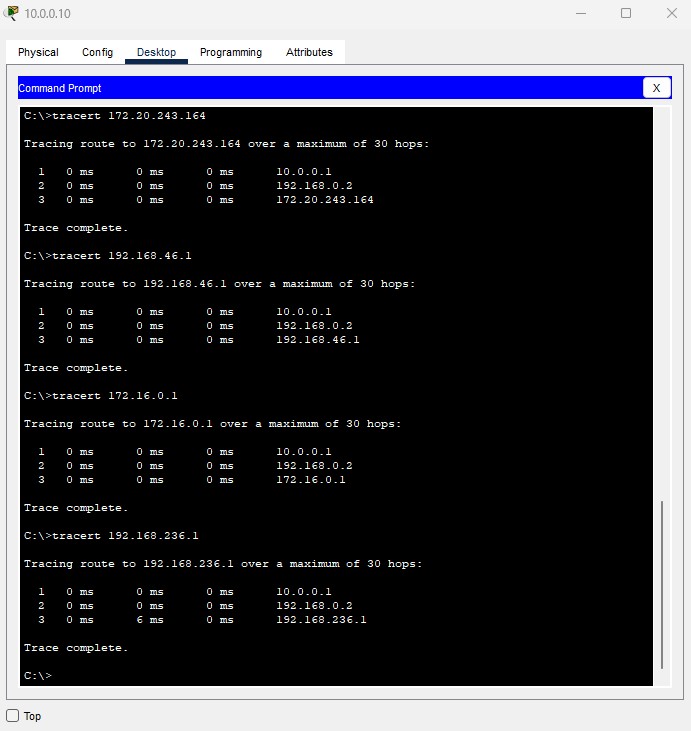 10.0.0.10
Physical Config Desktop Programming Attributes
Command Prompt X
C:\>tracert 172.20.243.164
Tracing route to 172.20.243.164 over a maximum of 30 hops:
1 0 ms 0 ms 0 ms 10.0.0.1
2 0 ms 0 ms 0 ms 192.168.0.2
3 0 ms 0 ms 0 ms 172.20.243.164
Trace complete.
C:\>tracert 192.168.46.1
Tracing route to 192.168.46.1 over a maximum of 30 hops:
1 0 ms 0 ms 0 ms 10.0.0.1
2 0 ms 0 ms 0 ms 192.168.0.2
3 0 ms 0 ms 0 ms 192.168.46.1
Trace complete.
C:\>tracert 172.16.0.1
Tracing route to 172.16.0.1 over a maximum of 30 hops:
1 0 ms 0 ms 0 ms 10.0.0.1
2 0 ms 0 ms 0 ms 192.168.0.2
3 0 ms 0 ms 0 ms 172.16.0.1
Trace complete.
C:\>tracert 192.168.236.1
Tracing route to 192.168.236.1 over a maximum of 30 hops:
1 0 ms 0 ms 0 ms 10.0.0.1
2 0 ms 0 ms 0 ms 192.168.0.2
3 0 ms 6 ms 0 ms 192.168.236.1
Trace complete.
C:\>
Top